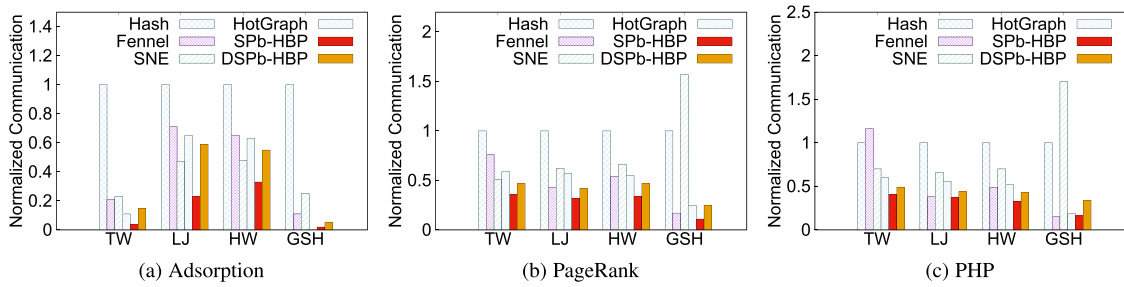 Normalized Communication
1.5
1
0.8
0.6
0.4
0.2
0
Hash
Fennel
SNE
HotGraph
SPb-HBP
DSPb-HBP
TW LJ HW GSH
(a) Adsorption
Normalized Communication
2
1.5
1
0.5
0
Hash
Fennel
SNE
HotGraph
SPb-HBP
DSPb-HBP
TW LJ HW GSH
(b) PageRank
Normalized Communication
2.5
2
1.5
1
0.5
0
Hash
Fennel
SNE
HotGraph
SPb-HBP
DSPb-HBP
TW LJ HW GSH
(c) PHP